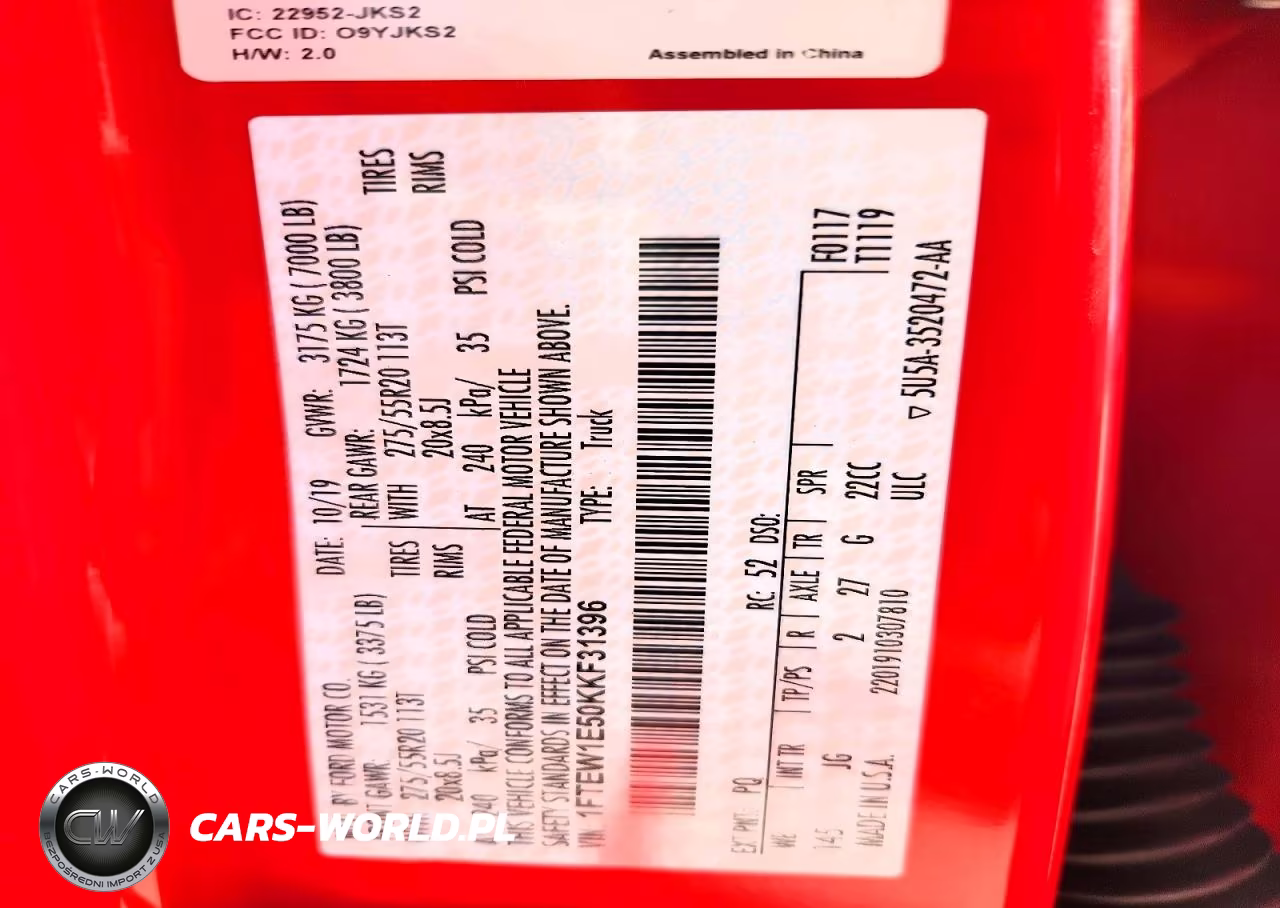 IC: 22952-JKS2
FCC ID: O9YJKS2
H/W: 2.0
Assembled in China
BY FORD MOTOR CO. DATE: 10/19 GVWR: 3175 KG ( 7000 LB)
GAWR: 1531 KG ( 3375 LB) REAR GAWR: 1724 KG ( 3800 LB)
275/55R20 113T TIRES WITH 275/55R20 113T TIRES
20x8.5J RIMS 20x8.5J RIMS
240 kPa/ 35 PSI COLD AT 240 kPa/ 35 PSI COLD
THIS VEHICLE CONFORMS TO ALL APPLICABLE FEDERAL MOTOR VEHICLE
SAFETY STANDARDS IN EFFECT ON THE DATE OF MANUFACTURE SHOWN ABOVE.
VIN: 1FTEW1E50KKF31396 TYPE: Truck
EXT PNT: PQ RC: 52 DSO:
WB INT TR TP/PS R AXLE TR SPR F0117
145 JG 2 27 G 22CC T1119
MADE IN U.S.A. 220191030781​0 ULC
▽ 5U5A-3520472-AA
CARS-WORLD
CW
BEZPOŚREDNI IMPORT Z USA
CARS-WORLD.PL